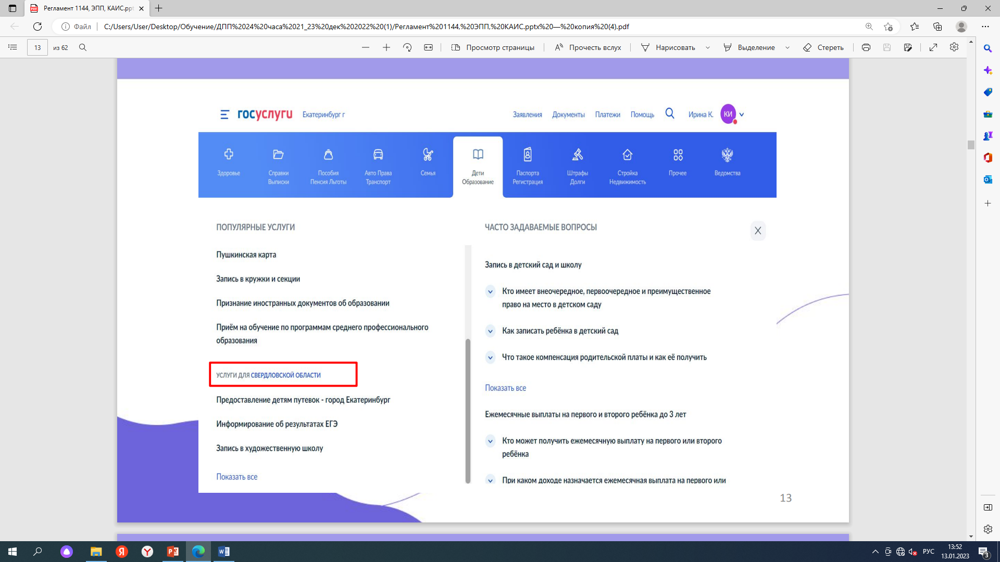 Регламент 1144, ЭПП, КАИС.ppt
Файл
C:/Users/User/Desktop/Обучение/ДПП%2024%20часа%2021_23%20дек%202022%20(1)/Регламент%201144,%20ЭПП,%20КАИС.pptx%20—%20копия%20(4).pdf
13
из 62
Просмотр страницы
Прочесть вслух
Нарисовать
Выделение
Стереть
госуслуги
Екатеринбург г
Заявления
Документы
Платежи
Помощь
Ирина К.
КИ
Здоровье
Справки
Выписки
Пособия
Пенсия Льготы
Авто Права
Транспорт
Семья
Дети
Образование
Паспорта
Регистрация
Штрафы
Долги
Стройка
Недвижимость
Прочее
Ведомства
ПОПУЛЯРНЫЕ УСЛУГИ
Пушкинская карта
Запись в кружки и секции
Признание иностранных документов об образовании
Приём на обучение по программам среднего профессионального
образования
УСЛУГИ ДЛЯ СВЕРДЛОВСКОЙ ОБЛАСТИ
Предоставление детям путевок - город Екатеринбург
Информирование об результатах ЕГЭ
Запись в художественную школу
Показать все
ЧАСТО ЗАДАВАЕМЫЕ ВОПРОСЫ
Запись в детский сад и школу
Кто имеет внеочередное, первоочередное и преимущественное
право на место в детском саду
Как записать ребёнка в детский сад
Что такое компенсация родительской платы и как её получить
Показать все
Ежемесячные выплаты на первого и второго ребёнка до 3 лет
Кто может получить ежемесячную выплату на первого или второго
ребёнка
При каком доходе назначается ежемесячная выплата на первого или
13
РУС
13:52
13.01.2023
3